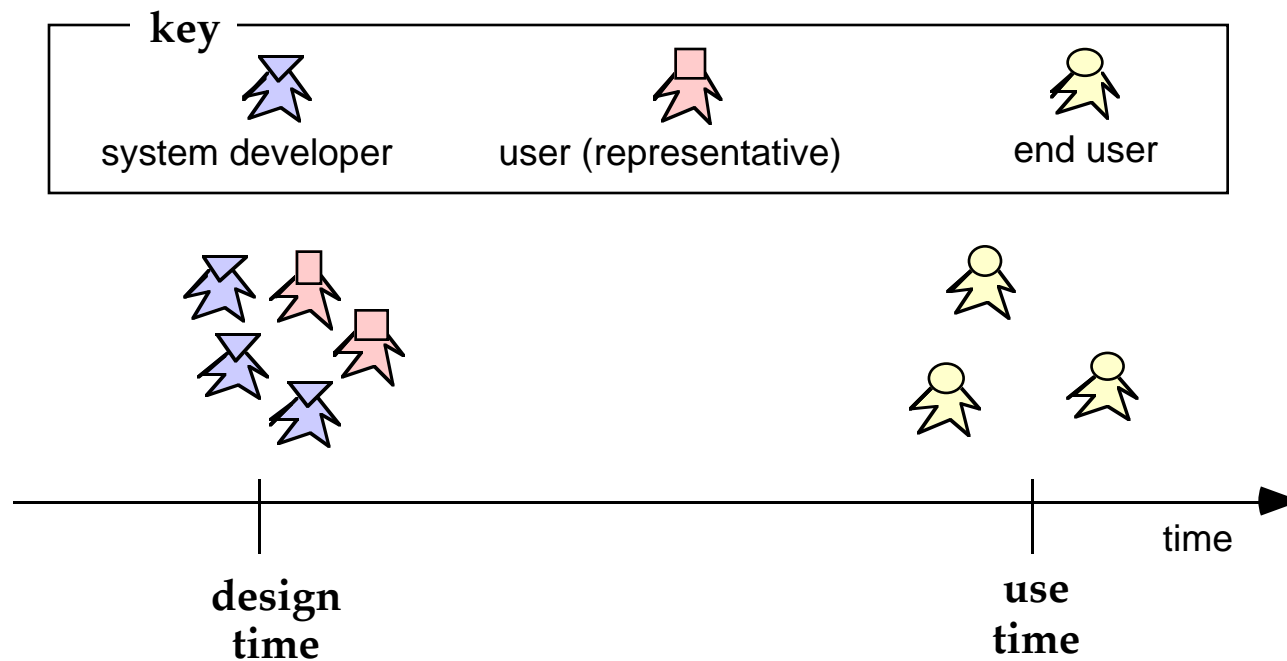 key
system developer
user (representative)
end user
time
design
time
use
time